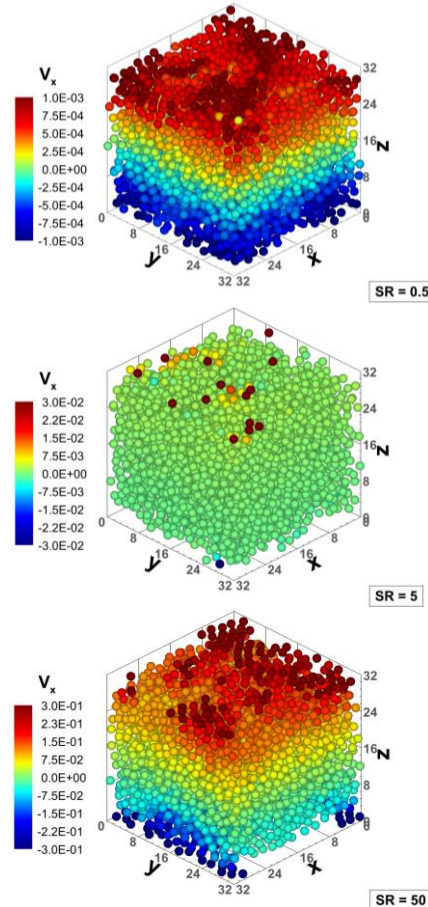 Vx
1.0E-03
7.5E-04
5.0E-04
2.5E-04
0.0E+00
-2.5E-04
-5.0E-04
-7.5E-04
-1.0E-03
32
24
16
8
0
z
0
8
16
24
32
y
32
24
16
8
0
x
SR = 0.5
Vx
3.0E-02
2.2E-02
1.5E-02
7.5E-03
0.0E+00
-7.5E-03
-1.5E-02
-2.2E-02
-3.0E-02
32
24
16
8
0
z
0
8
16
24
32
y
32
24
16
8
0
x
SR = 5
Vx
3.0E-01
2.3E-01
1.5E-01
7.5E-02
0.0E+00
-7.5E-02
-1.5E-01
-2.2E-01
-3.0E-01
32
24
16
8
0
z
0
8
16
24
32
y
32
24
16
8
0
x
SR = 50